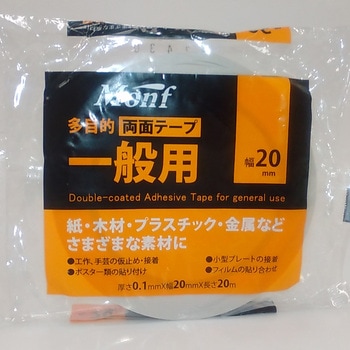 Monf
多目的 両面テープ
一般用
幅20mm
Double-coated Adhesive Tape for general use
紙・木材・プラスチック・金属など
さまざまな素材に
●工作、手芸の仮止め・接着 ●小型プレートの接着
●ポスター類の貼り付け ●フィルムの貼り合わせ
厚さ0.1mm×幅20mm×長さ20m